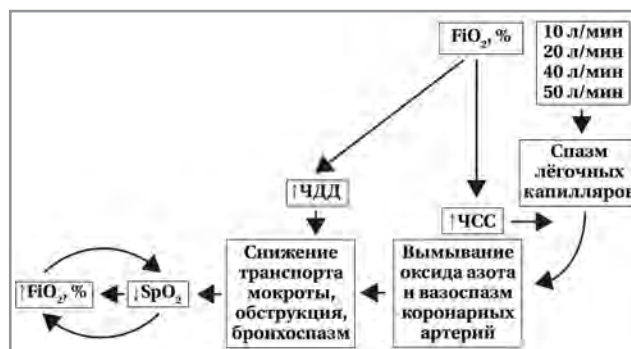 FiO₂, %
10 л/мин
20 л/мин
40 л/мин
50 л/мин
Спазм
лёгочных
капилляров
↑ЧДД
↑ЧСС
Снижение
транспорта
мокроты,
обструкция,
бронхоспазм
Вымывание
оксида азота
и вазоспазм
коронарных
артерий
↑FiO₂, %
↓SpO₂